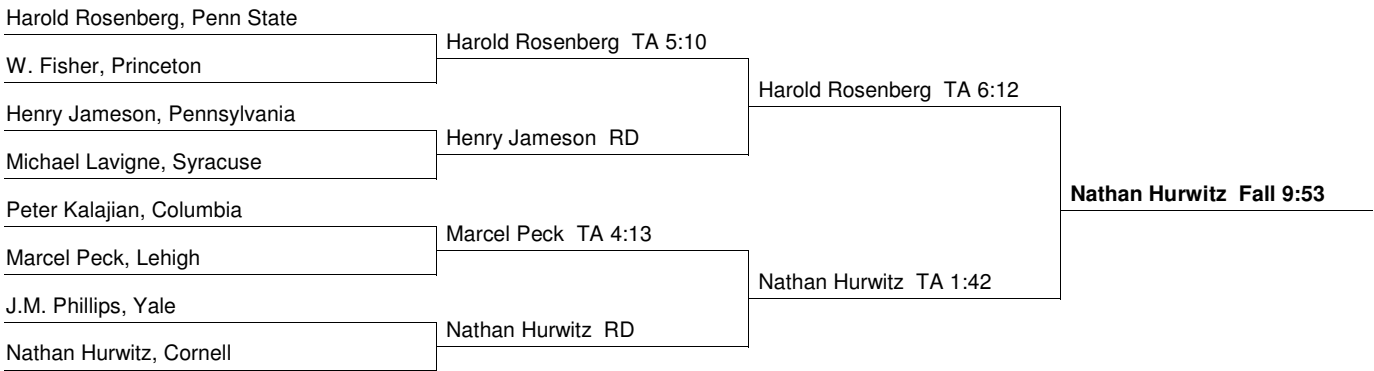 Harold Rosenberg, Penn State
W. Fisher, Princeton
Henry Jameson, Pennsylvania
Michael Lavigne, Syracuse
Peter Kalajian, Columbia
Marcel Peck, Lehigh
J.M. Phillips, Yale
Nathan Hurwitz, Cornell
Harold Rosenberg TA 5:10
Henry Jameson RD
Marcel Peck TA 4:13
Nathan Hurwitz RD
Harold Rosenberg TA 6:12
Nathan Hurwitz TA 1:42
Nathan Hurwitz Fall 9:53